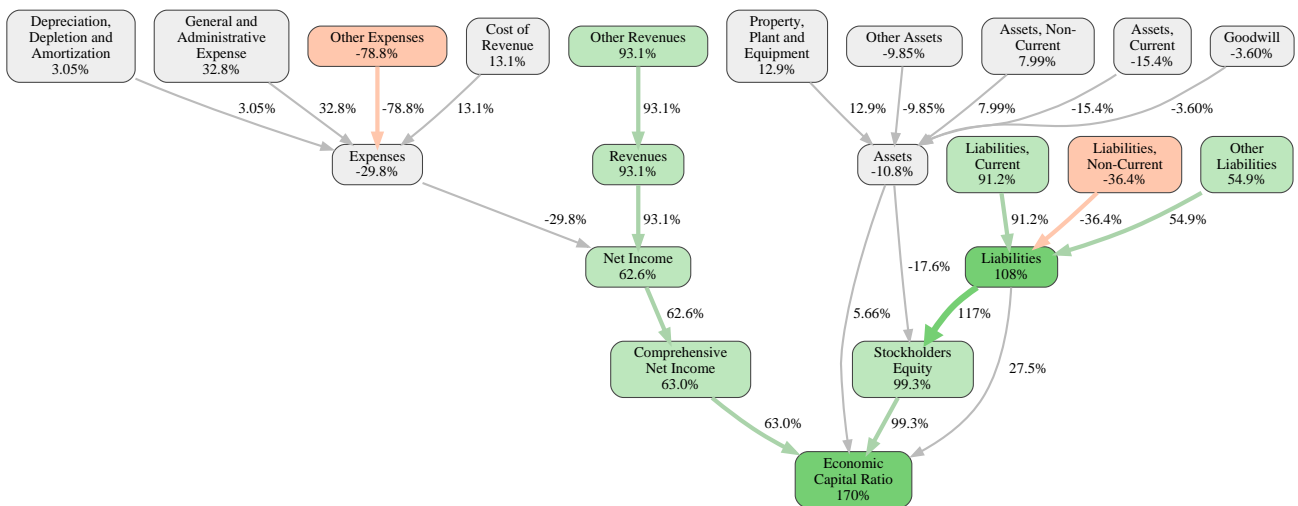 Depreciation,
Depletion and
Amortization
3.05%
General and
Administrative
Expense
32.8%
Other Expenses
-78.8%
Cost of
Revenue
13.1%
Other Revenues
93.1%
Property,
Plant and
Equipment
12.9%
Other Assets
-9.85%
Assets, Non-
Current
7.99%
Assets,
Current
-15.4%
Goodwill
-3.60%
3.05%
32.8%
-78.8%
13.1%
93.1%
12.9%
-9.85%
7.99%
-15.4%
-3.60%
Expenses
-29.8%
Revenues
93.1%
Assets
-10.8%
Liabilities,
Current
91.2%
Liabilities,
Non-Current
-36.4%
Other
Liabilities
54.9%
-29.8%
93.1%
91.2%
-36.4%
54.9%
Net Income
62.6%
-17.6%
Liabilities
108%
62.6%
5.66%
117%
Comprehensive
Net Income
63.0%
Stockholders
Equity
99.3%
27.5%
63.0%
99.3%
Economic
Capital Ratio
170%